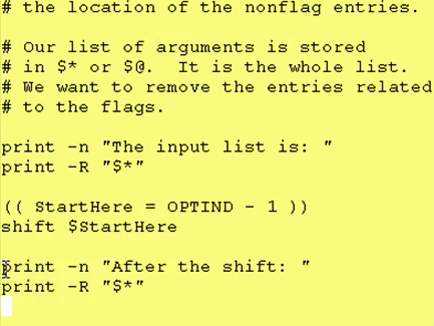 # the location of the nonflag entries.
# Our list of arguments is stored
# in $* or $@.  It is the whole list.
# We want to remove the entries related
# to the flags.
print -n "The input list is: "
print -R "$*"
(( StartHere = OPTIND - 1 ))
shift $StartHere
print -n "After the shift: "
print -R "$*"